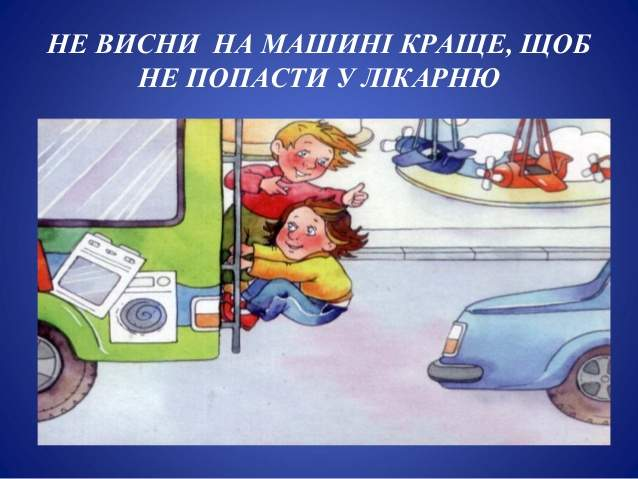 НЕ ВИСНИ НА МАШИНІ КРАЩЕ, ЩОБ
НЕ ПОПАСТИ У ЛІКАРНЮ